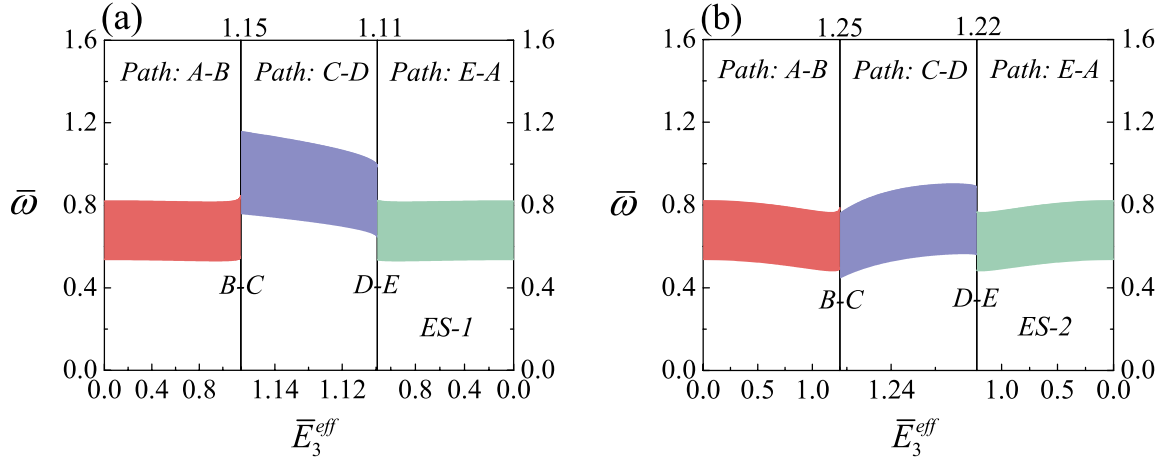 (a)
1.15 1.11
1.6 Path: A-B Path: C-D Path: E-A 1.6
1.2 1.2
ω̅ 0.8 0.8
B-C D-E
0.4 0.4
ES-1
0.0 0.0
0.0 0.4 0.8 1.14 1.12 0.8 0.4 0.0
E̅₃ᵉᶠᶠ
(b)
1.25 1.22
1.6 Path: A-B Path: C-D Path: E-A 1.6
1.2 1.2
ω̅ 0.8 0.8
B-C D-E
0.4 0.4
ES-2
0.0 0.0
0.0 0.5 1.0 1.24 1.0 0.5 0.0
E̅₃ᵉᶠᶠ